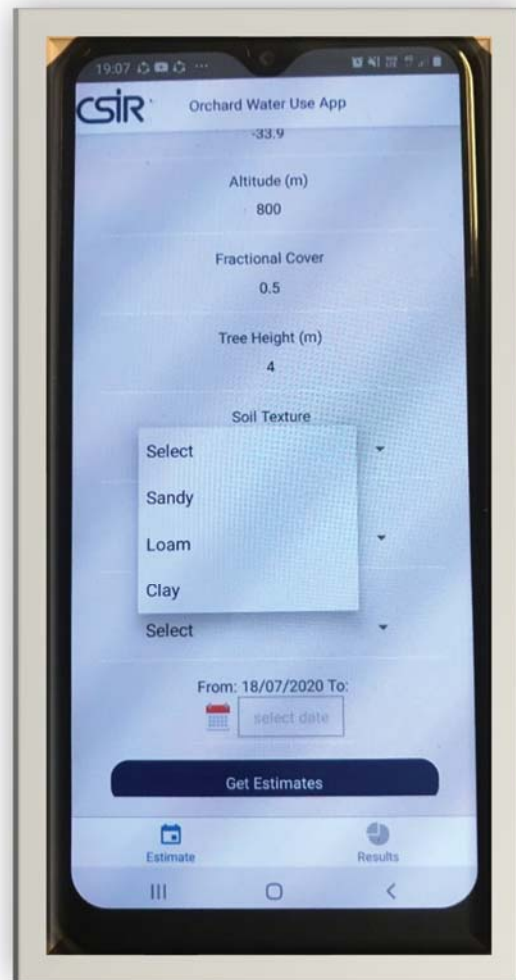 19:07
CSIR
Orchard Water Use App
-33.9
Altitude (m)
800
Fractional Cover
0.5
Tree Height (m)
4
Soil Texture
Select
Sandy
Loam
Clay
Select
From: 18/07/2020 To:
select date
Get Estimates
Estimate
Results